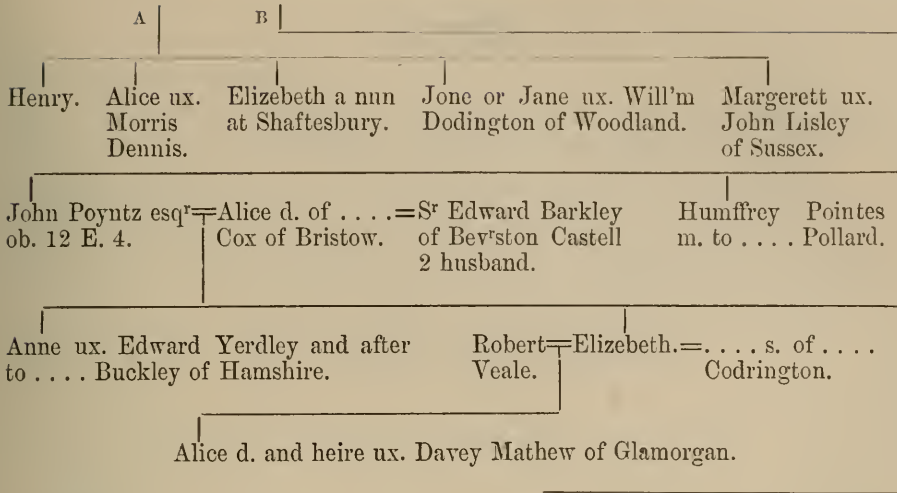 A B
Henry. Alice ux. Elizebeth a nun Jone or Jane ux. Will'm Margerett ux.
Morris at Shaftesbury. Dodington of Woodland. John Lisley
Dennis. of Sussex.
John Poyntz esqʳ=Alice d. of . . . .=Sʳ Edward Barkley Humffrey Pointes
ob. 12 E. 4. Cox of Bristow. of Bevʳston Castell m. to . . . . Pollard.
2 husband.
Anne ux. Edward Yerdley and after Robert=Elizebeth.=. . . . s. of . . . .
to . . . . Buckley of Hamshire. Veale. Codrington.
Alice d. and heire ux. Davey Mathew of Glamorgan.